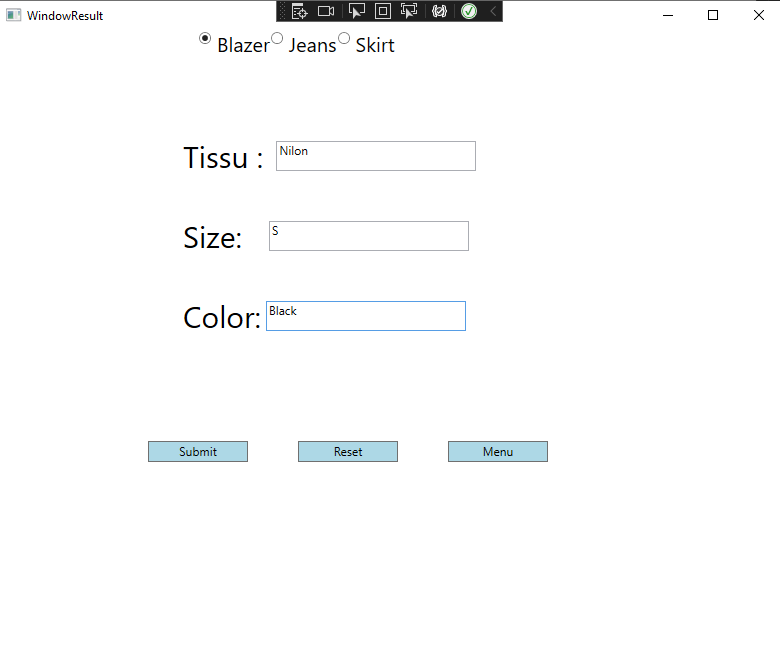 WindowResult
Blazer Jeans Skirt
Tissu : Nilon
Size: S
Color: Black
Submit Reset Menu